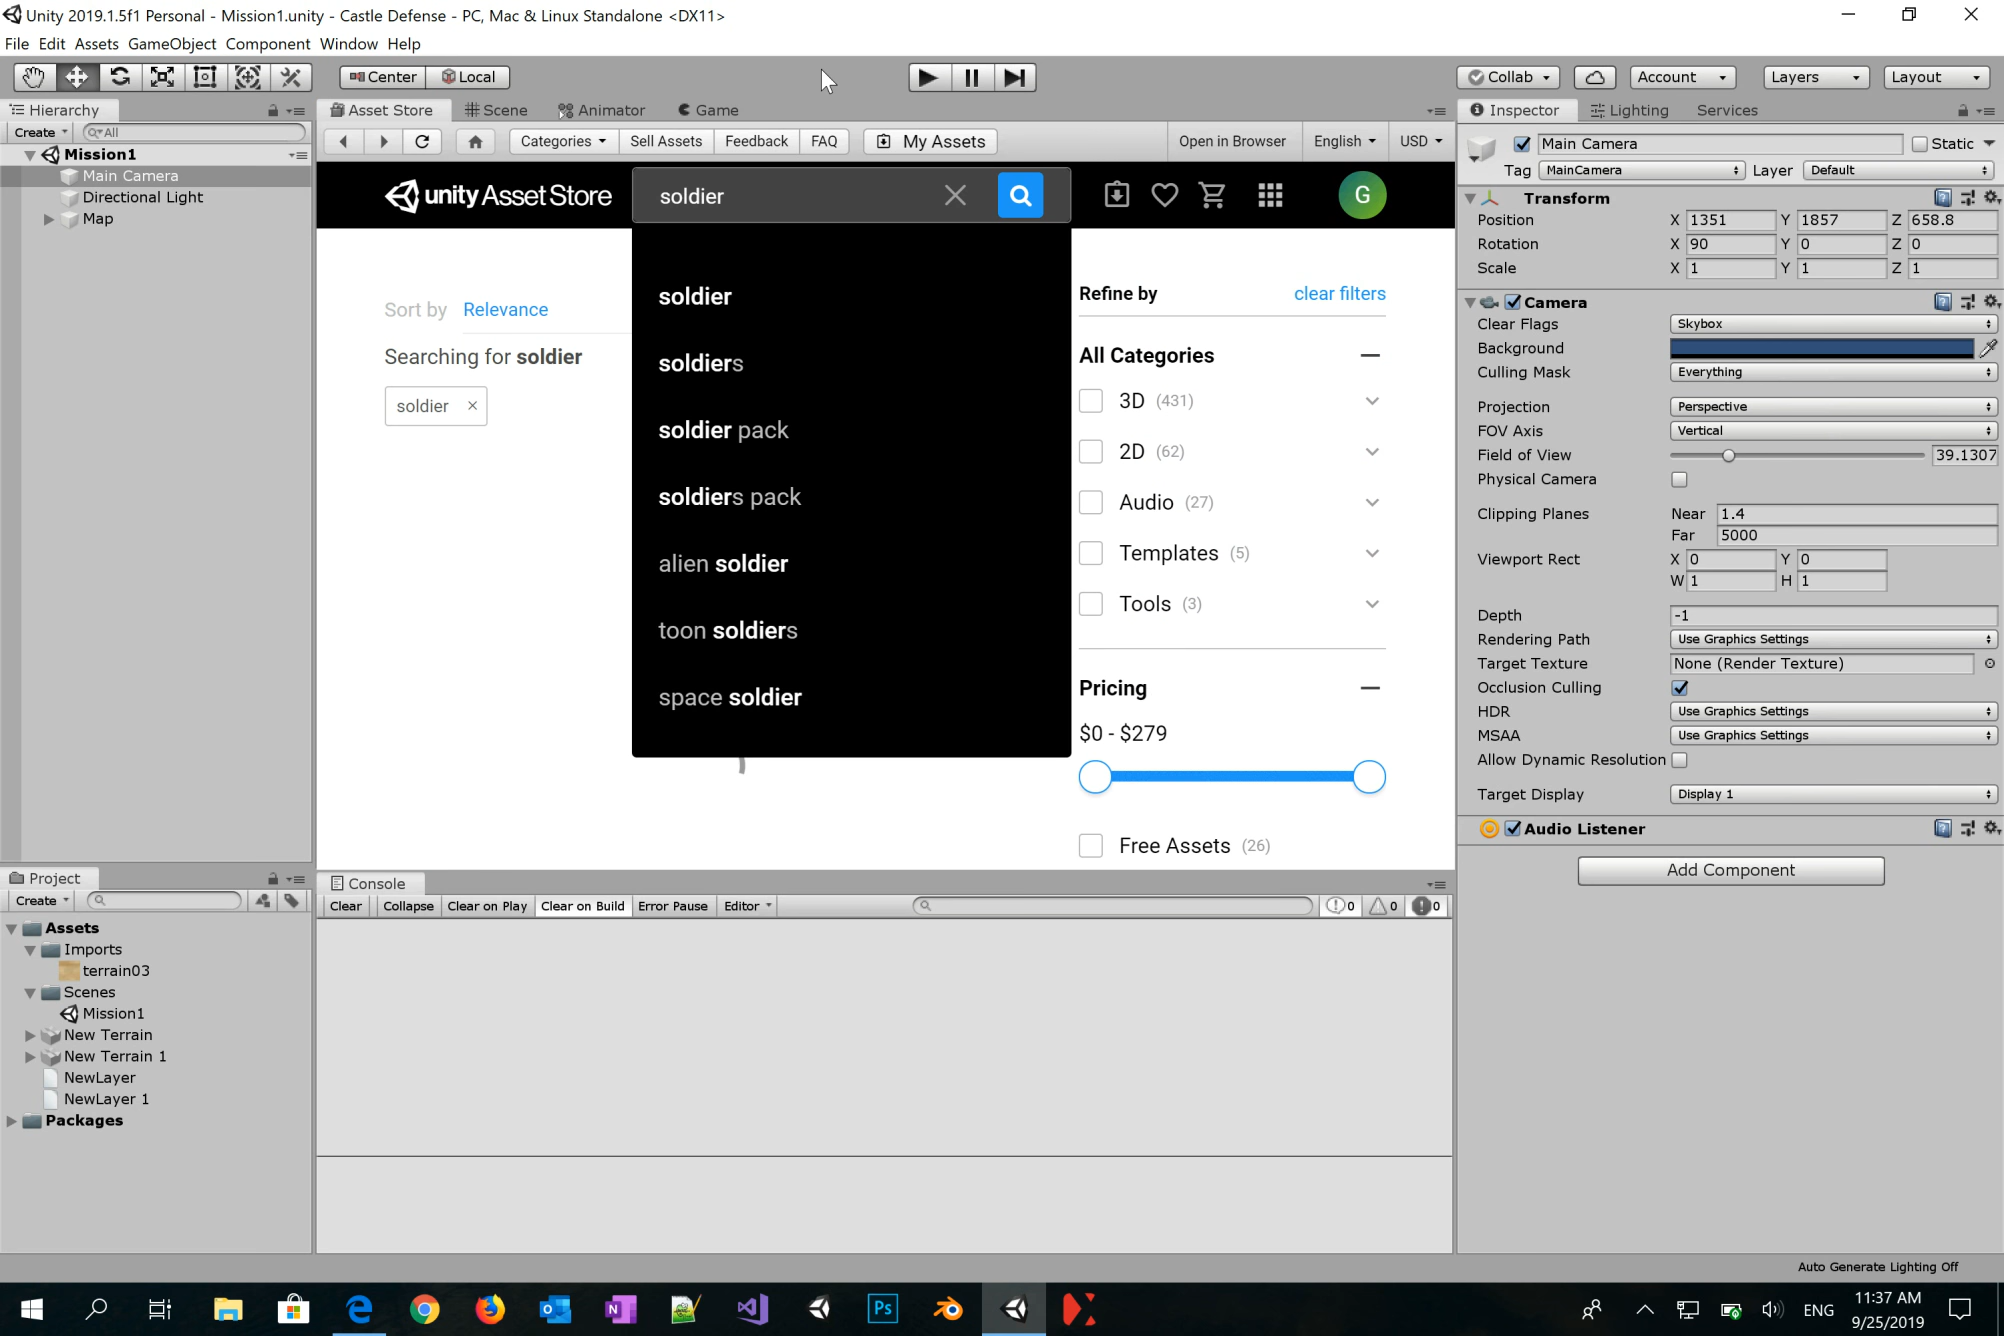 Unity 2019.1.5f1 Personal - Mission1.unity - Castle Defense - PC, Mac & Linux Standalone <DX11>
File Edit Assets GameObject Component Window Help
Center Local
Collab Account Layers Layout
Hierarchy
Create All
Mission1
Main Camera
Directional Light
Map
Asset Store Scene Animator Game
Categories Sell Assets Feedback FAQ My Assets Open in Browser English USD
unity Asset Store soldier G
Sort by Relevance
Searching for soldier
soldier ×
soldier
soldiers
soldier pack
soldiers pack
alien soldier
toon soldiers
space soldier
Refine by clear filters
All Categories
3D (431)
2D (62)
Audio (27)
Templates (5)
Tools (3)
Pricing
$0 - $279
Free Assets (26)
Inspector Lighting Services
Main Camera Static
Tag MainCamera Layer Default
Transform
Position X 1351 Y 1857 Z 658.8
Rotation X 90 Y 0 Z 0
Scale X 1 Y 1 Z 1
Camera
Clear Flags Skybox
Background
Culling Mask Everything
Projection Perspective
FOV Axis Vertical
Field of View 39.1307
Physical Camera
Clipping Planes Near 1.4
Far 5000
Viewport Rect X 0 Y 0
W 1 H 1
Depth -1
Rendering Path Use Graphics Settings
Target Texture None (Render Texture)
Occlusion Culling
HDR Use Graphics Settings
MSAA Use Graphics Settings
Allow Dynamic Resolution
Target Display Display 1
Audio Listener
Add Component
Project
Create
Assets
Imports
terrain03
Scenes
Mission1
New Terrain
New Terrain 1
NewLayer
NewLayer 1
Packages
Console
Clear Collapse Clear on Play Clear on Build Error Pause Editor 0 0 0
Auto Generate Lighting Off
Ps ENG 11:37 AM
9/25/2019